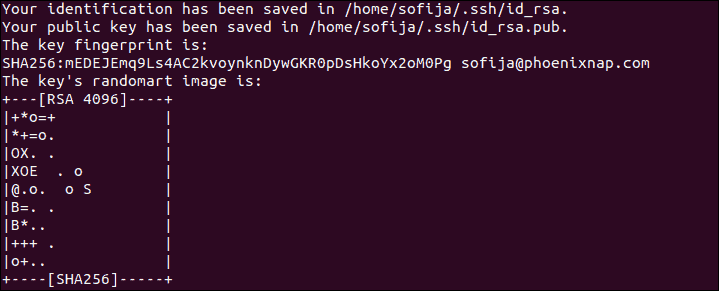 Your identification has been saved in /home/sofija/.ssh/id_rsa.
Your public key has been saved in /home/sofija/.ssh/id_rsa.pub.
The key fingerprint is:
SHA256:mEDEJEmq9Ls4AC2kvoynknDywGKR0pDsHkoYx2oM0Pg sofija@phoenixnap.com
The key's randomart image is:
+---[RSA 4096]----+
|+*o=+            |
|*+=o.            |
|OX. .            |
|XOE  . o         |
|@.o.  o S        |
|B=. .            |
|B*..             |
|+++ .            |
|o+..             |
+----[SHA256]-----+